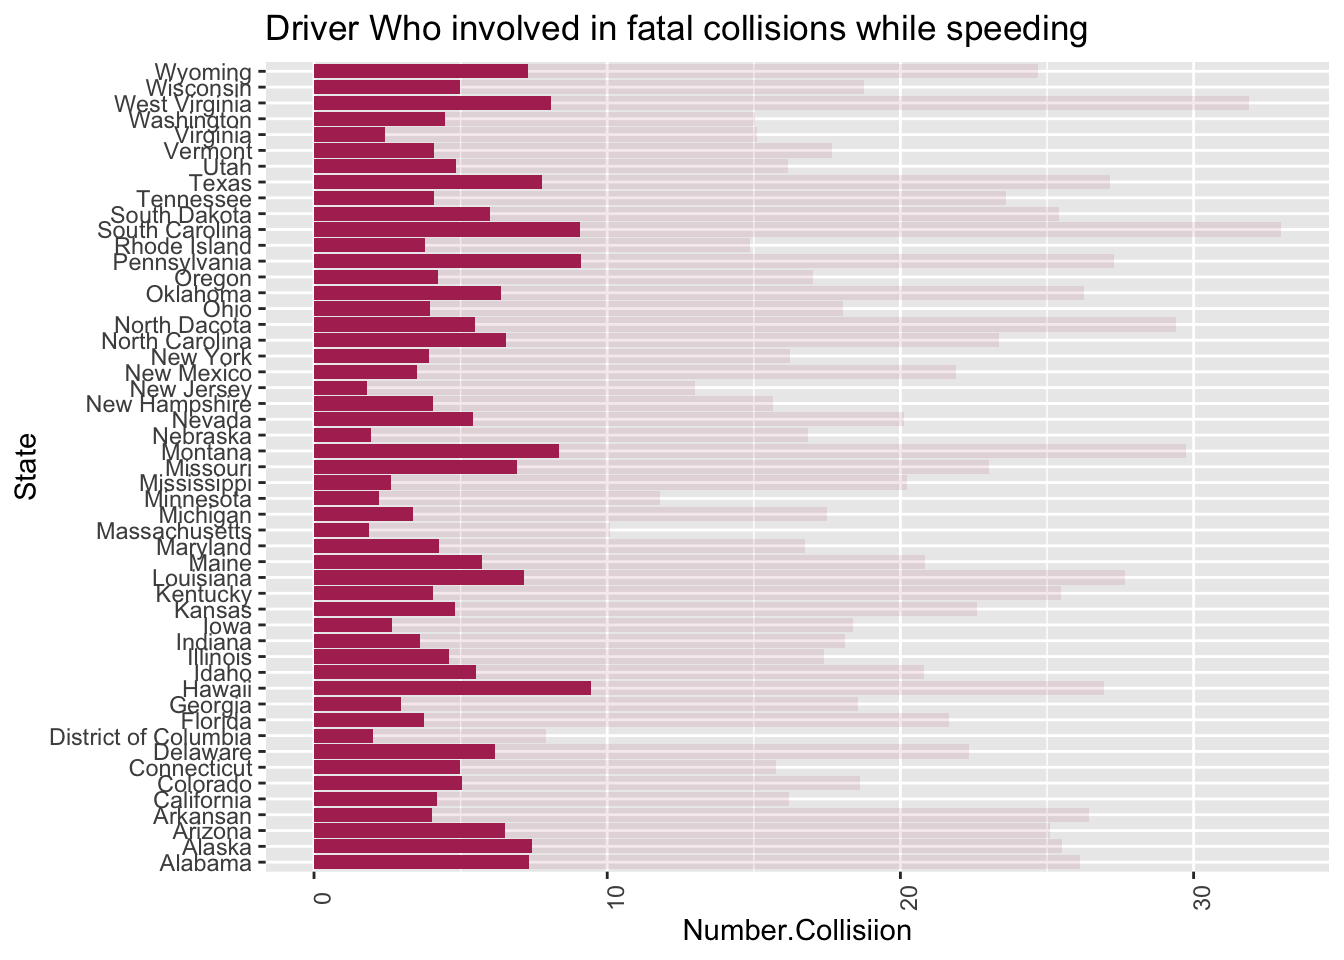 Driver Who involved in fatal collisions while speeding
Wyoming
Wisconsin
West Virginia
Washington
Virginia
Vermont
Utah
Texas
Tennessee
South Dakota
South Carolina
Rhode Island
Pennsylvania
Oregon
Oklahoma
Ohio
North Dacota
North Carolina
New York
New Mexico
New Jersey
New Hampshire
Nevada
Nebraska
Montana
Missouri
Mississippi
Minnesota
Michigan
Massachusetts
Maryland
Maine
Louisiana
Kentucky
Kansas
Iowa
Indiana
Illinois
Idaho
Hawaii
Georgia
Florida
District of Columbia
Delaware
Connecticut
Colorado
California
Arkansan
Arizona
Alaska
Alabama
State
0
10
20
30
Number.Collisiion